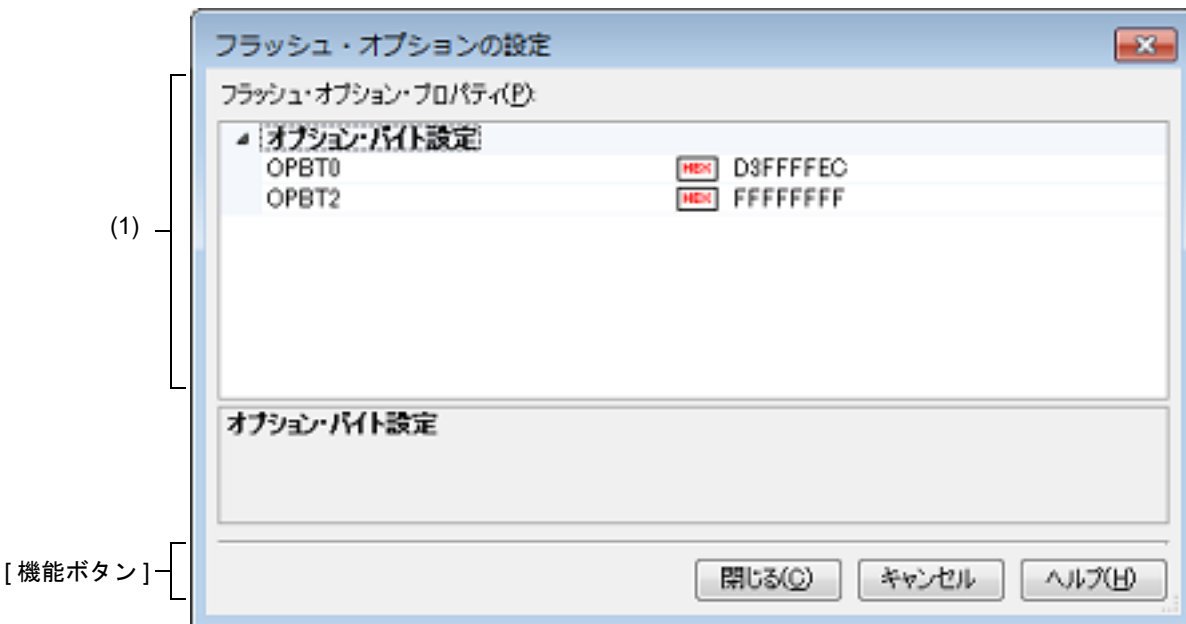 フラッシュ・オプションの設定
フラッシュ・オプション・プロパティ(P):
オプション・バイト設定
OPBT0 HEX D3FFFFEC
OPBT2 HEX FFFFFFFF
(1)
オプション・バイト設定
[ 機能ボタン ]
閉じる(C) キャンセル ヘルプ(H)